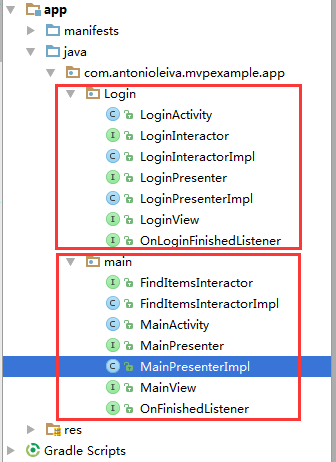 app
manifests
java
com.antonioleiva.mvpexample.app
Login
C LoginActivity
I LoginInteractor
C LoginInteractorImpl
I LoginPresenter
C LoginPresenterImpl
I LoginView
I OnLoginFinishedListener
main
I FindItemsInteractor
C FindItemsInteractorImpl
C MainActivity
I MainPresenter
C MainPresenterImpl
I MainView
I OnFinishedListener
res
Gradle Scripts